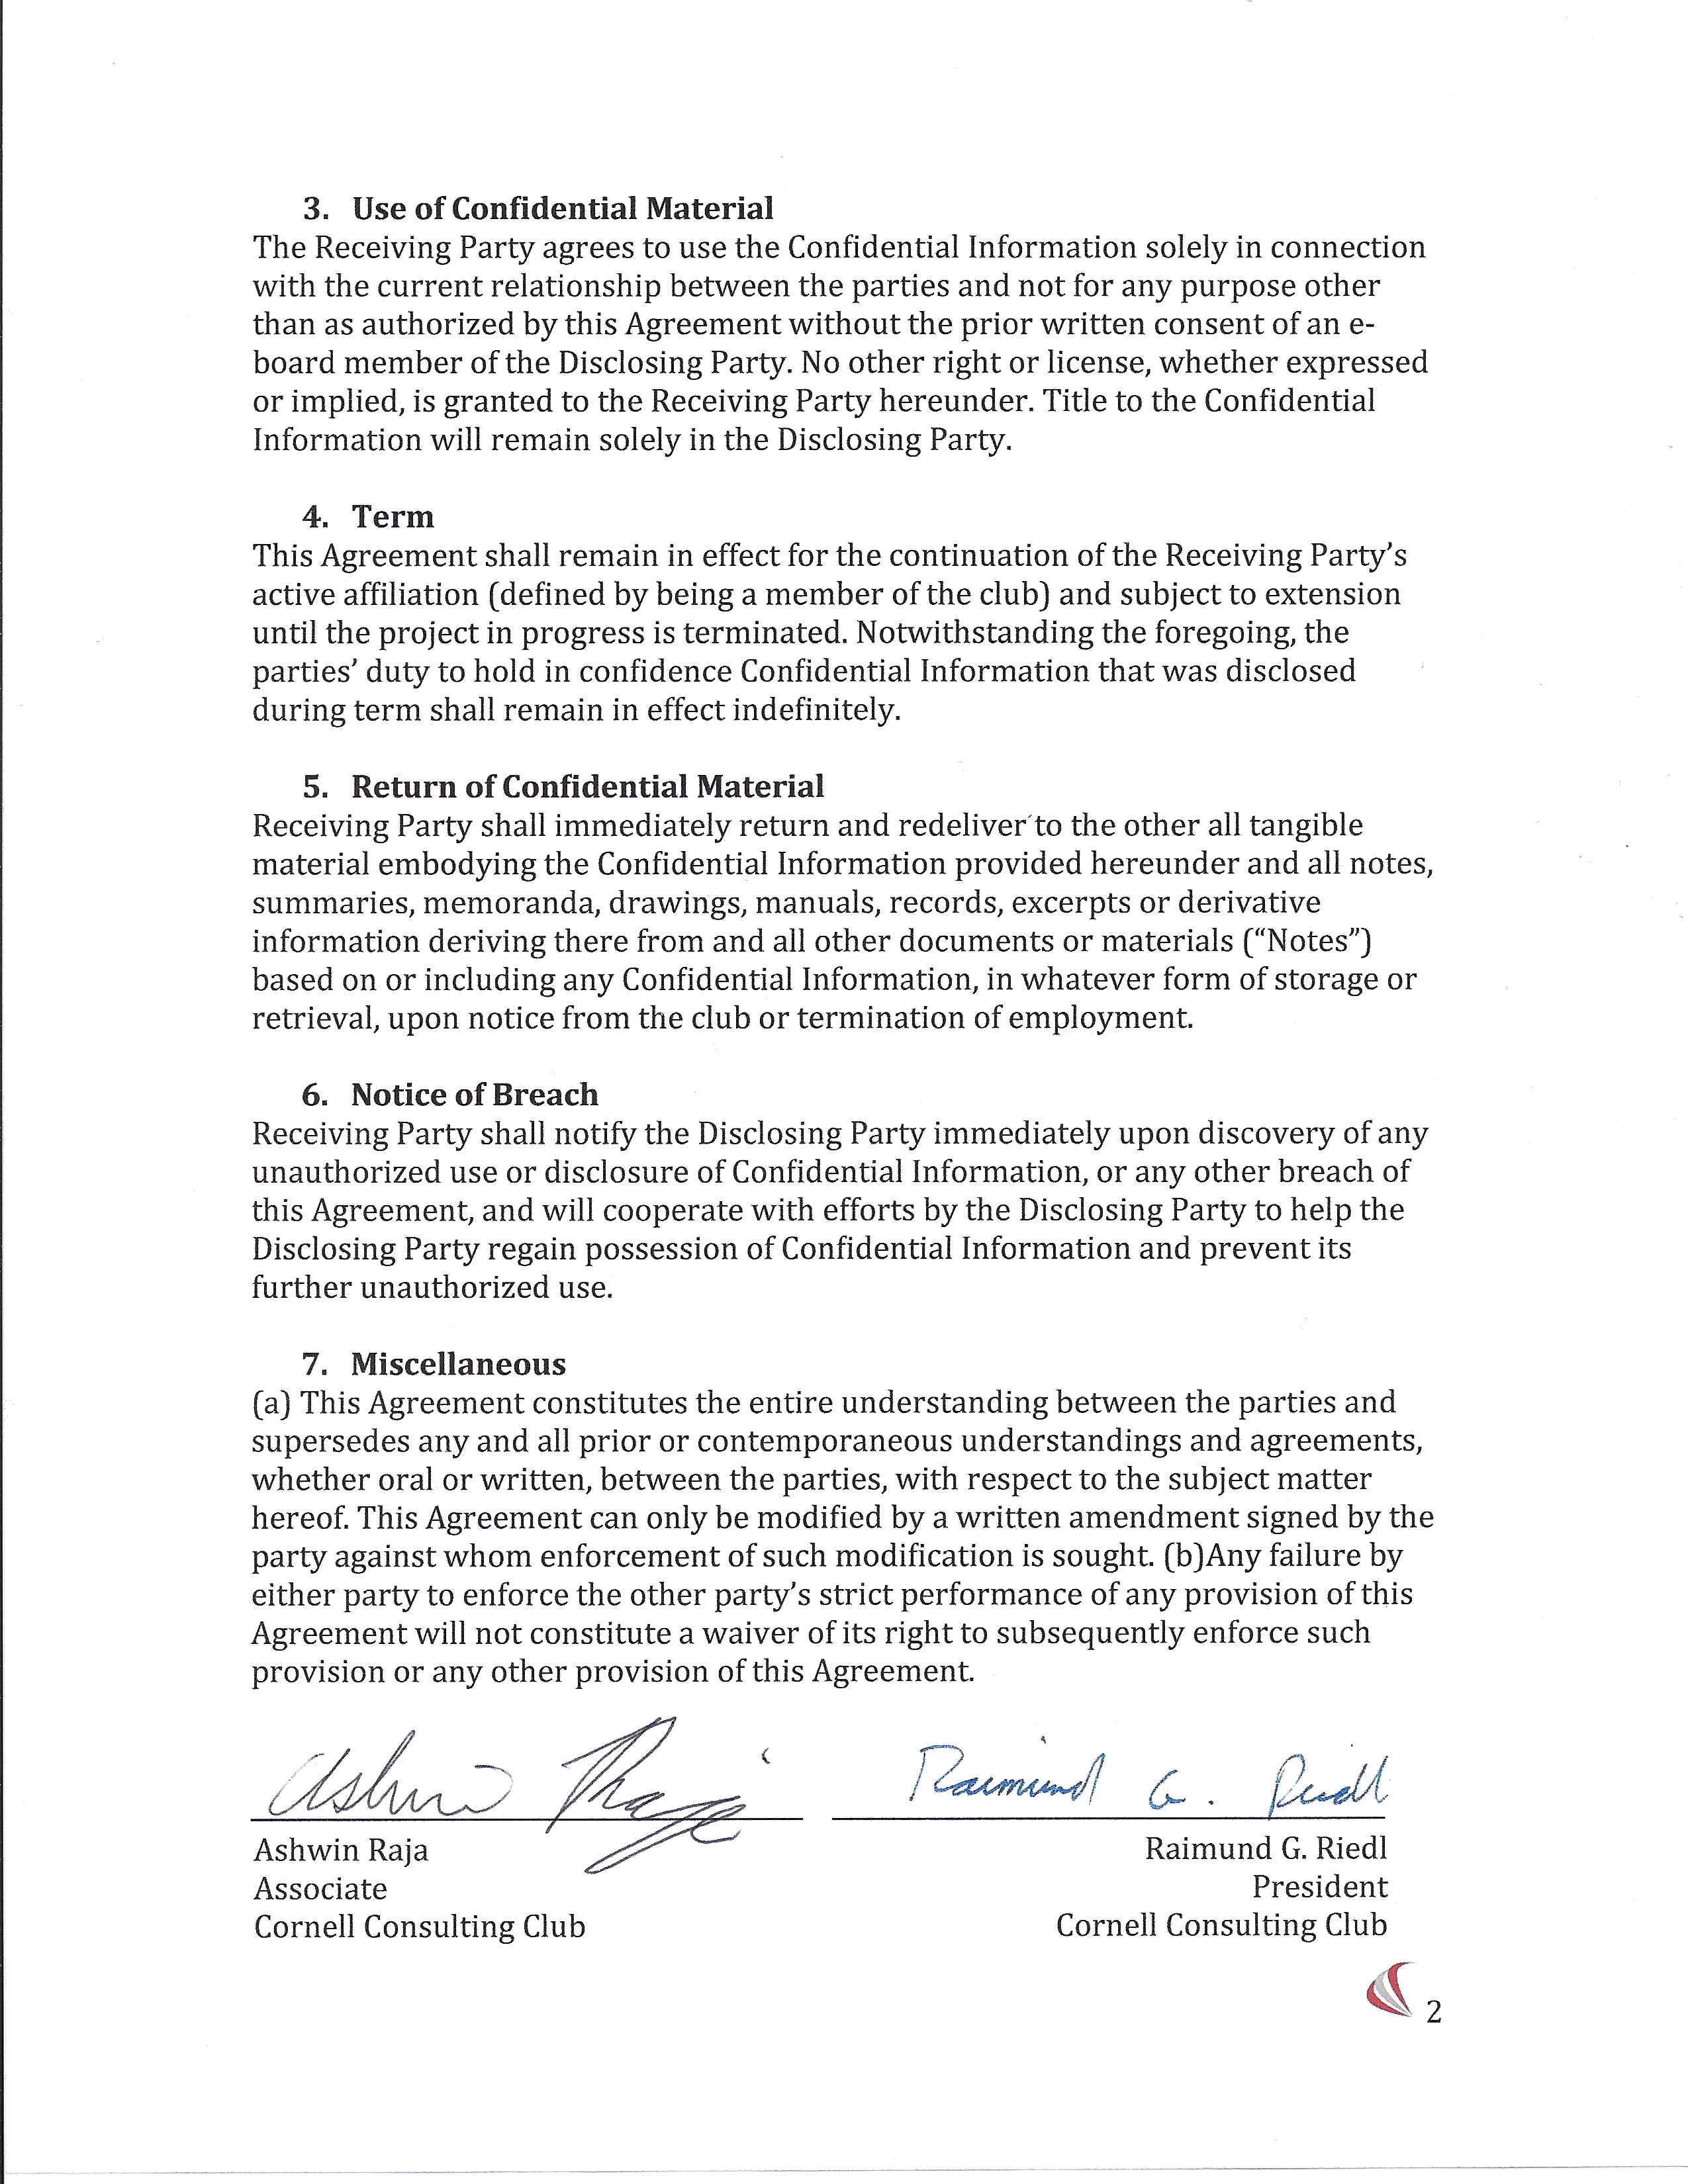 3. Use of Confidential Material
The Receiving Party agrees to use the Confidential Information solely in connection
with the current relationship between the parties and not for any purpose other
than as authorized by this Agreement without the prior written consent of an e-
board member of the Disclosing Party. No other right or license, whether expressed
or implied, is granted to the Receiving Party hereunder. Title to the Confidential
Information will remain solely in the Disclosing Party.
4. Term
This Agreement shall remain in effect for the continuation of the Receiving Party’s
active affiliation (defined by being a member of the club) and subject to extension
until the project in progress is terminated. Notwithstanding the foregoing, the
parties’ duty to hold in confidence Confidential Information that was disclosed
during term shall remain in effect indefinitely.
5. Return of Confidential Material
Receiving Party shall immediately return and redeliver to the other all tangible
material embodying the Confidential Information provided hereunder and all notes,
summaries, memoranda, drawings, manuals, records, excerpts or derivative
information deriving there from and all other documents or materials (“Notes”)
based on or including any Confidential Information, in whatever form of storage or
retrieval, upon notice from the club or termination of employment.
6. Notice of Breach
Receiving Party shall notify the Disclosing Party immediately upon discovery of any
unauthorized use or disclosure of Confidential Information, or any other breach of
this Agreement, and will cooperate with efforts by the Disclosing Party to help the
Disclosing Party regain possession of Confidential Information and prevent its
further unauthorized use.
7. Miscellaneous
(a) This Agreement constitutes the entire understanding between the parties and
supersedes any and all prior or contemporaneous understandings and agreements,
whether oral or written, between the parties, with respect to the subject matter
hereof. This Agreement can only be modified by a written amendment signed by the
party against whom enforcement of such modification is sought. (b)Any failure by
either party to enforce the other party’s strict performance of any provision of this
Agreement will not constitute a waiver of its right to subsequently enforce such
provision or any other provision of this Agreement.
Ashwin Raja Raimund G. Riedl
Ashwin Raja Raimund G. Riedl
Associate President
Cornell Consulting Club Cornell Consulting Club
2